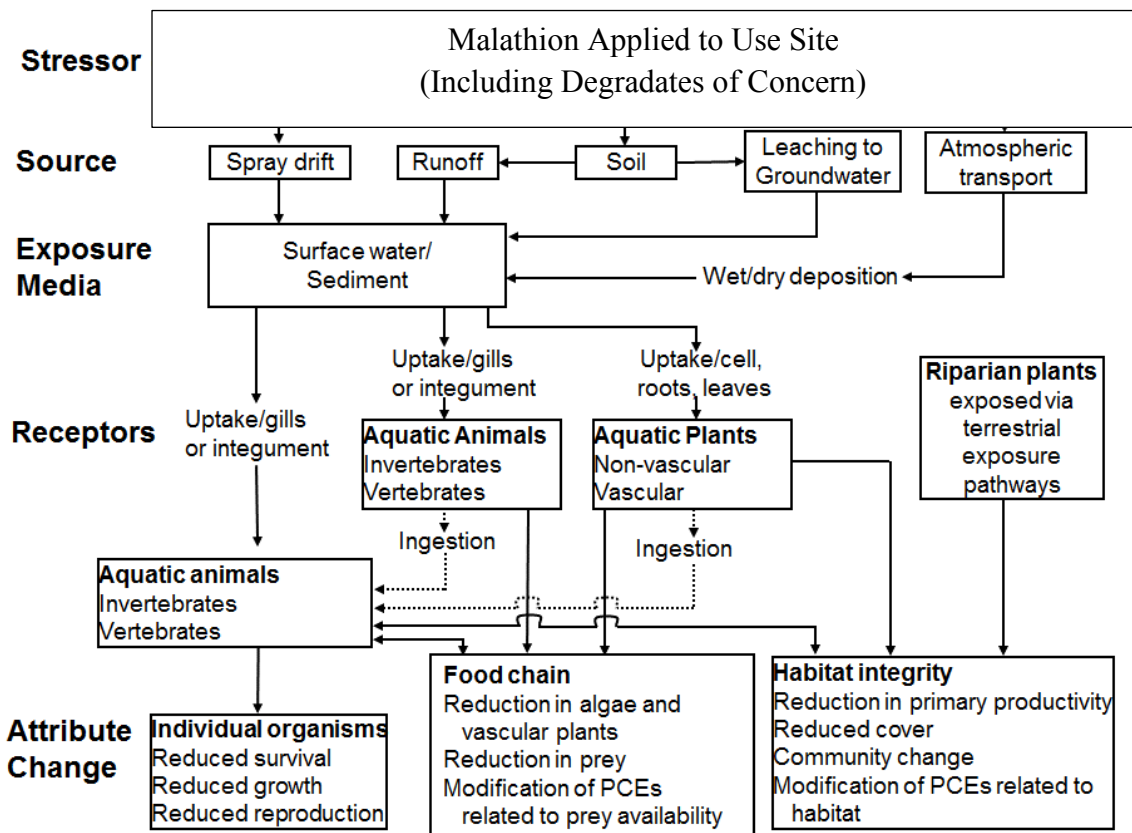 Malathion Applied to Use Site
(Including Degradates of Concern)
Stressor
Source
Spray drift
Runoff
Soil
Leaching to
Groundwater
Atmospheric
transport
Exposure
Media
Surface water/
Sediment
Wet/dry deposition
Uptake/gills
or integument
Uptake/cell,
roots, leaves
Riparian plants
exposed via
terrestrial
exposure
pathways
Receptors
Uptake/gills
or integument
Aquatic Animals
Invertebrates
Vertebrates
Aquatic Plants
Non-vascular
Vascular
Ingestion
Ingestion
Aquatic animals
Invertebrates
Vertebrates
Attribute
Change
Individual organisms
Reduced survival
Reduced growth
Reduced reproduction
Food chain
Reduction in algae and
vascular plants
Reduction in prey
Modification of PCEs
related to prey availability
Habitat integrity
Reduction in primary productivity
Reduced cover
Community change
Modification of PCEs related to
habitat